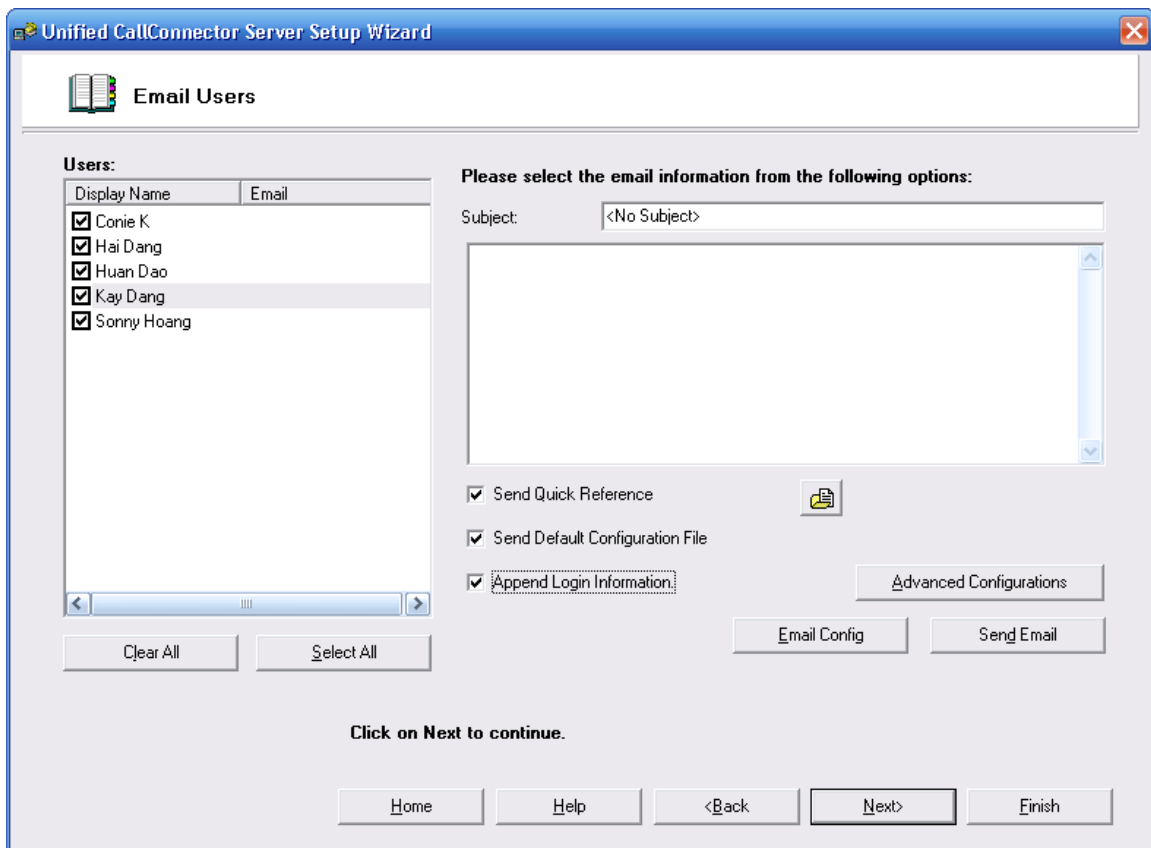 Unified CallConnector Server Setup Wizard
Email Users
Users:
Display Name Email
Conie K
Hai Dang
Huan Dao
Kay Dang
Sonny Hoang
Clear All
Select All
Please select the email information from the following options:
Subject: <No Subject>
Send Quick Reference
Send Default Configuration File
Append Login Information.
Advanced Configurations
Email Config
Send Email
Click on Next to continue.
Home
Help
<Back
Next>
Finish